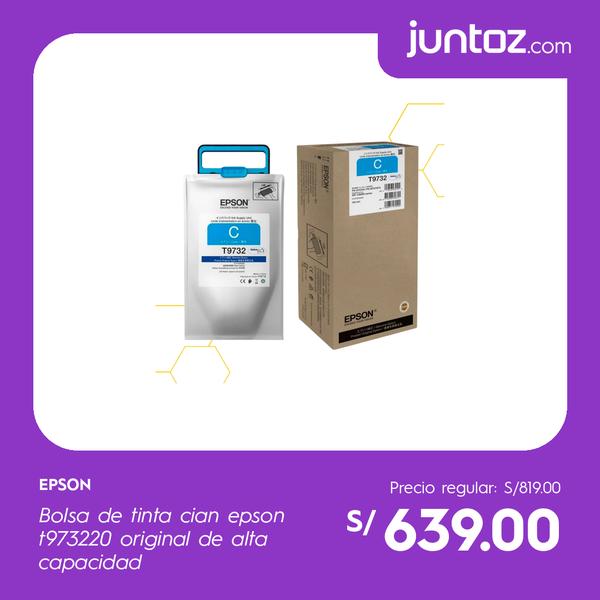 juntoz.com
EPSON
C
T9732
EPSON
C
T9732
EPSON
EPSON
Precio regular: S/819.00
Bolsa de tinta cian epson
t973220 original de alta
capacidad
S/ 639.00